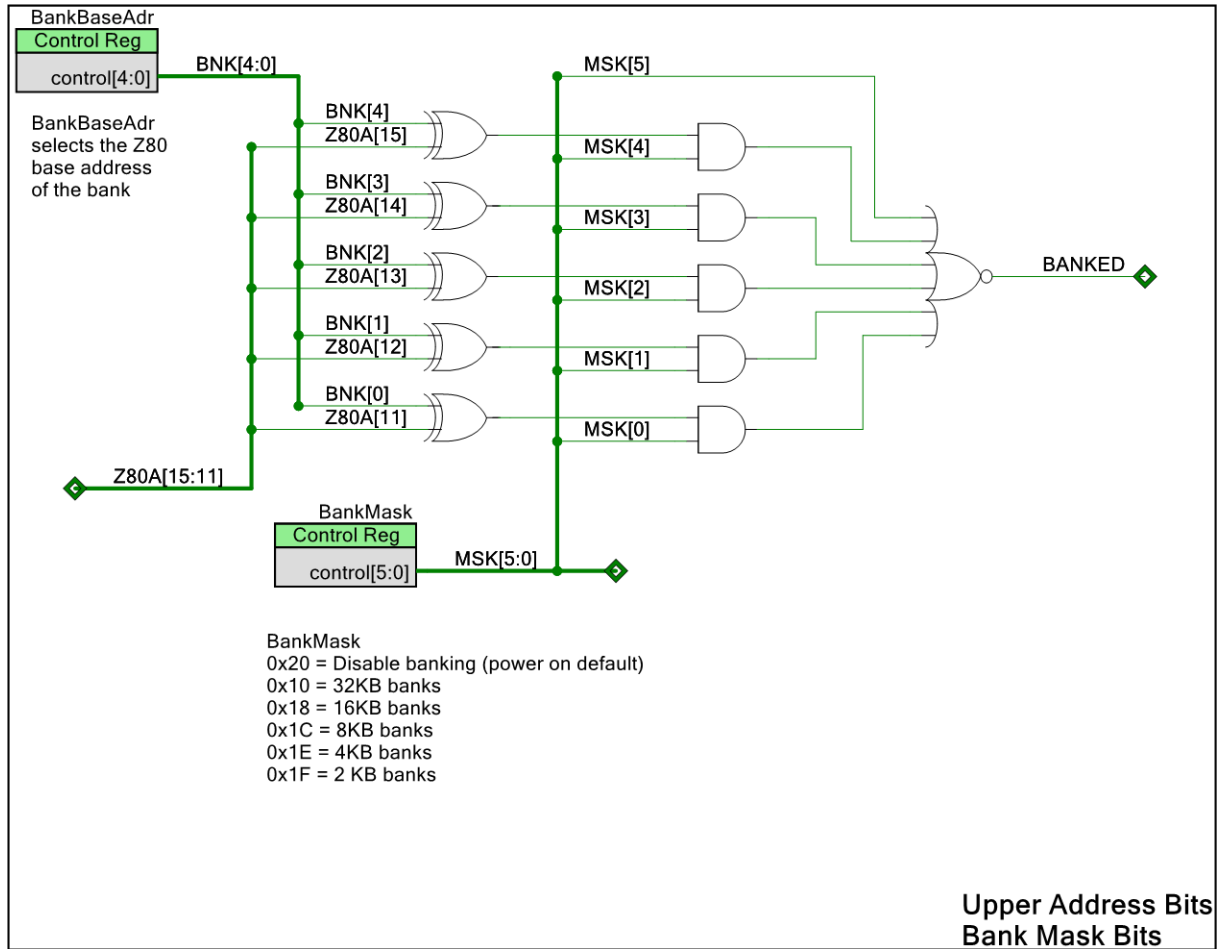 BankBaseAdr
Control Reg
control[4:0]
BNK[4:0]
BankBaseAdr
selects the Z80
base address
of the bank
BNK[4]
Z80A[15]
BNK[3]
Z80A[14]
BNK[2]
Z80A[13]
BNK[1]
Z80A[12]
BNK[0]
Z80A[11]
Z80A[15:11]
MSK[5]
MSK[4]
MSK[3]
MSK[2]
MSK[1]
MSK[0]
BANKED
BankMask
Control Reg
control[5:0]
MSK[5:0]
BankMask
0x20 = Disable banking (power on default)
0x10 = 32KB banks
0x18 = 16KB banks
0x1C = 8KB banks
0x1E = 4KB banks
0x1F = 2 KB banks
Upper Address Bits
Bank Mask Bits